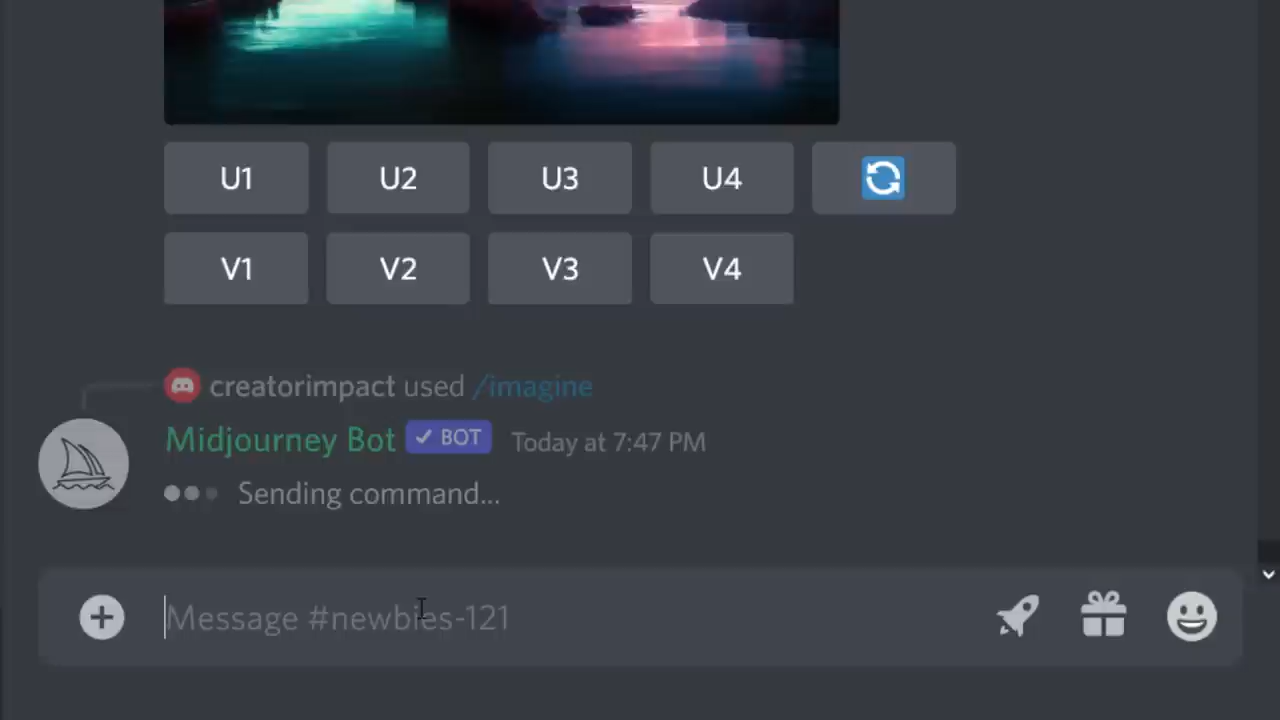 U1 U2 U3 U4
V1 V2 V3 V4
creatorimpact used /imagine
Midjourney Bot ✓ BOT Today at 7:47 PM
Sending command...
Message #newbies-121